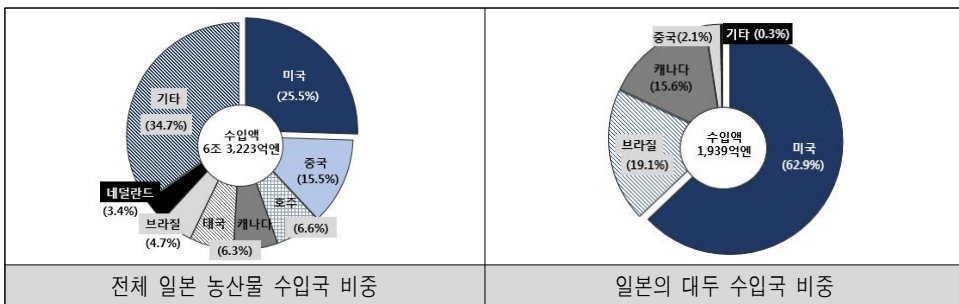 미국
(25.5%)
중국
(15.5%)
호주
(6.6%)
캐나다
태국
(6.3%)
브라질
(4.7%)
네덜란드
(3.4%)
기타
(34.7%)
수입액
6조 3,223억엔
전체 일본 농산물 수입국 비중
기타 (0.3%)
중국(2.1%)
캐나다
(15.6%)
브라질
(19.1%)
미국
(62.9%)
수입액
1,939억엔
일본의 대두 수입국 비중